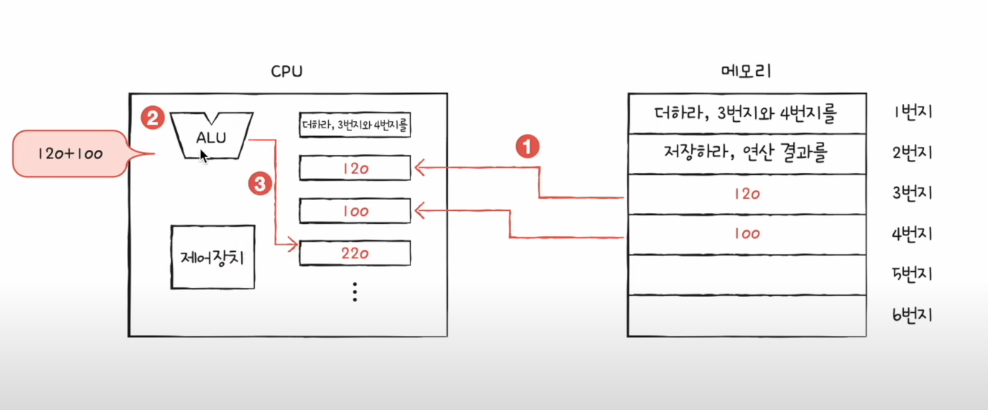 CPU
메모리
2
ALU
120+100
3
제어장치
더하라, 3번지와 4번지를
120
100
220
1
더하라, 3번지와 4번지를
1번지
저장하라, 연산 결과를
2번지
120
3번지
100
4번지
5번지
6번지